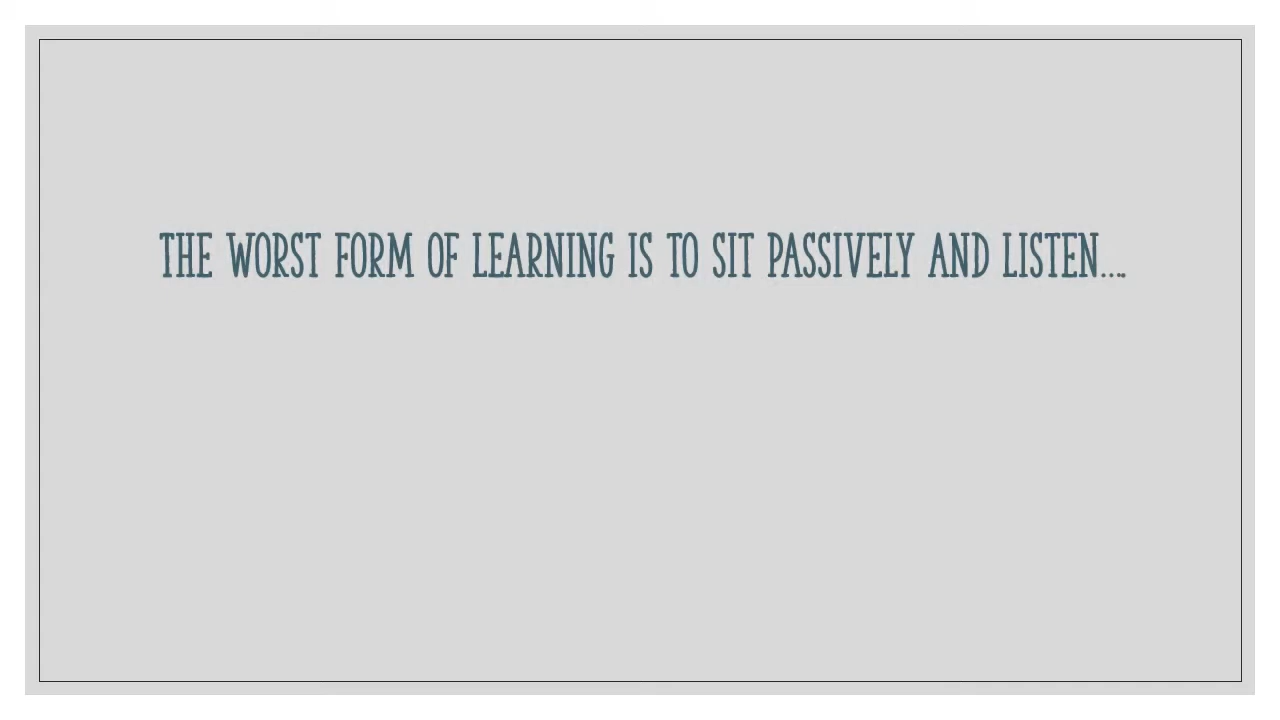 THE WORST FORM OF LEARNING IS TO SIT PASSIVELY AND LISTEN....